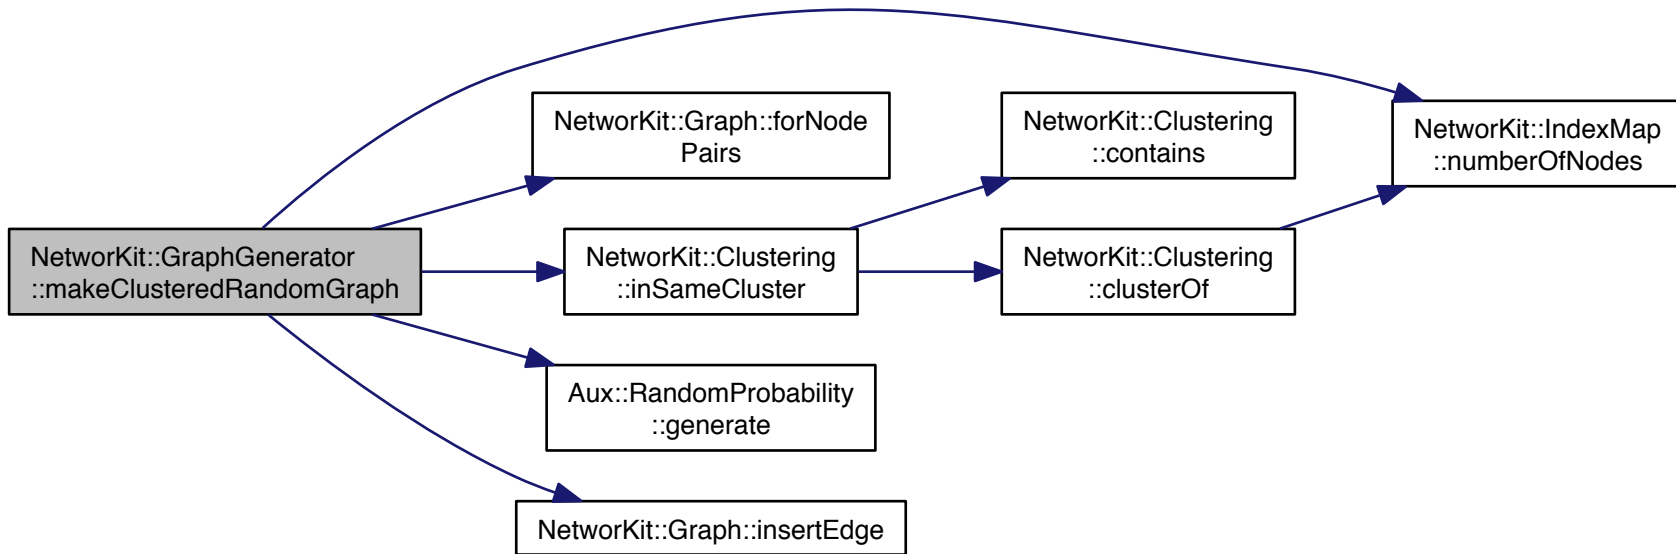 NetworKit::GraphGenerator
::makeClusteredRandomGraph
NetworKit::Graph::forNode
Pairs
NetworKit::Clustering
::inSameCluster
Aux::RandomProbability
::generate
NetworKit::Graph::insertEdge
NetworKit::Clustering
::contains
NetworKit::Clustering
::clusterOf
NetworKit::IndexMap
::numberOfNodes